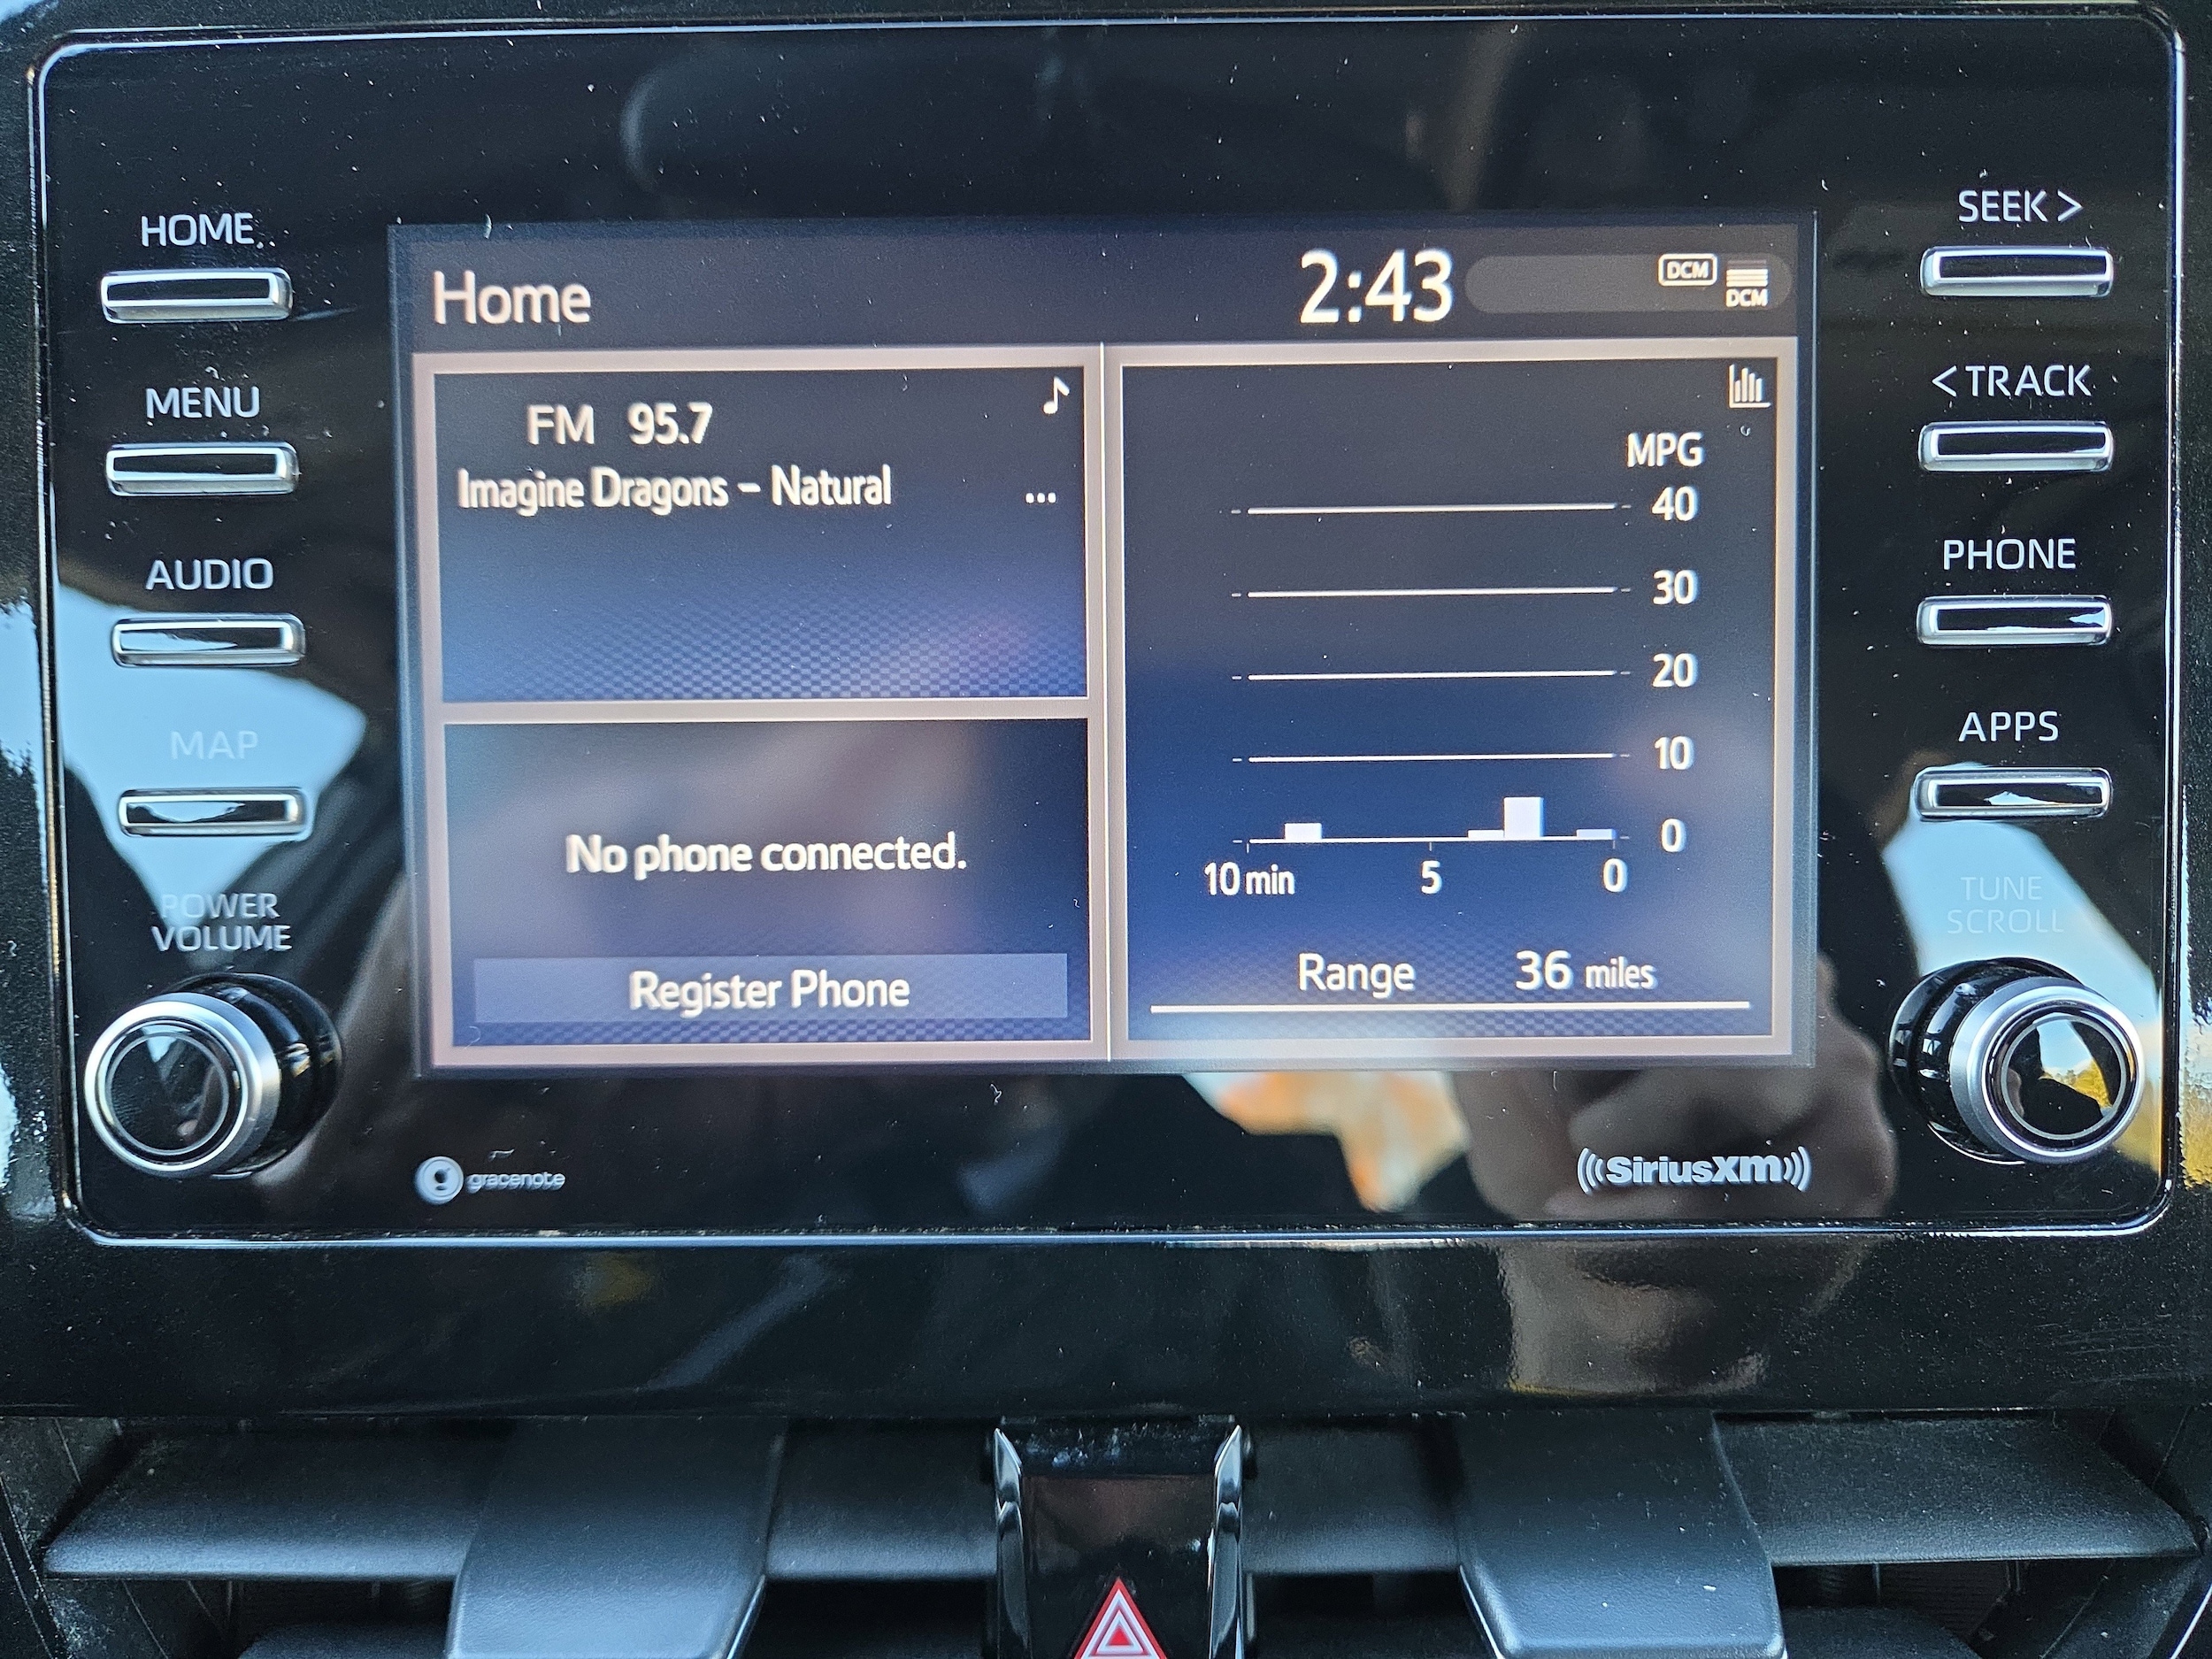 HOME
MENU
AUDIO
MAP
POWER
VOLUME
Home
2:43
DCM
DCM
FM 95.7
Imagine Dragons – Natural
...
No phone connected.
Register Phone
MPG
40
30
20
10
0
10 min 5 0
Range 36 miles
SEEK >
< TRACK
PHONE
APPS
TUNE
SCROLL
gracenote
((SiriusXM))